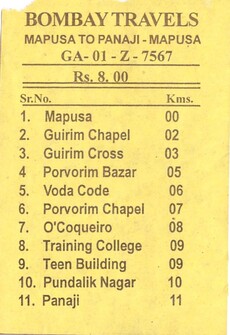 BOMBAY TRAVELS
MAPUSA TO PANAJI - MAPUSA
GA- 01 - Z - 7567
Rs. 8. 00
Sr.No. Kms.
1. Mapusa 00
2. Guirim Chapel 02
3. Guirim Cross 03
4 Porvorim Bazar 05
5. Voda Code 06
6. Porvorim Chapel 07
7. O'Coqueiro 08
8. Training College 09
9. Teen Building 09
10. Pundalik Nagar 10
11. Panaji 11